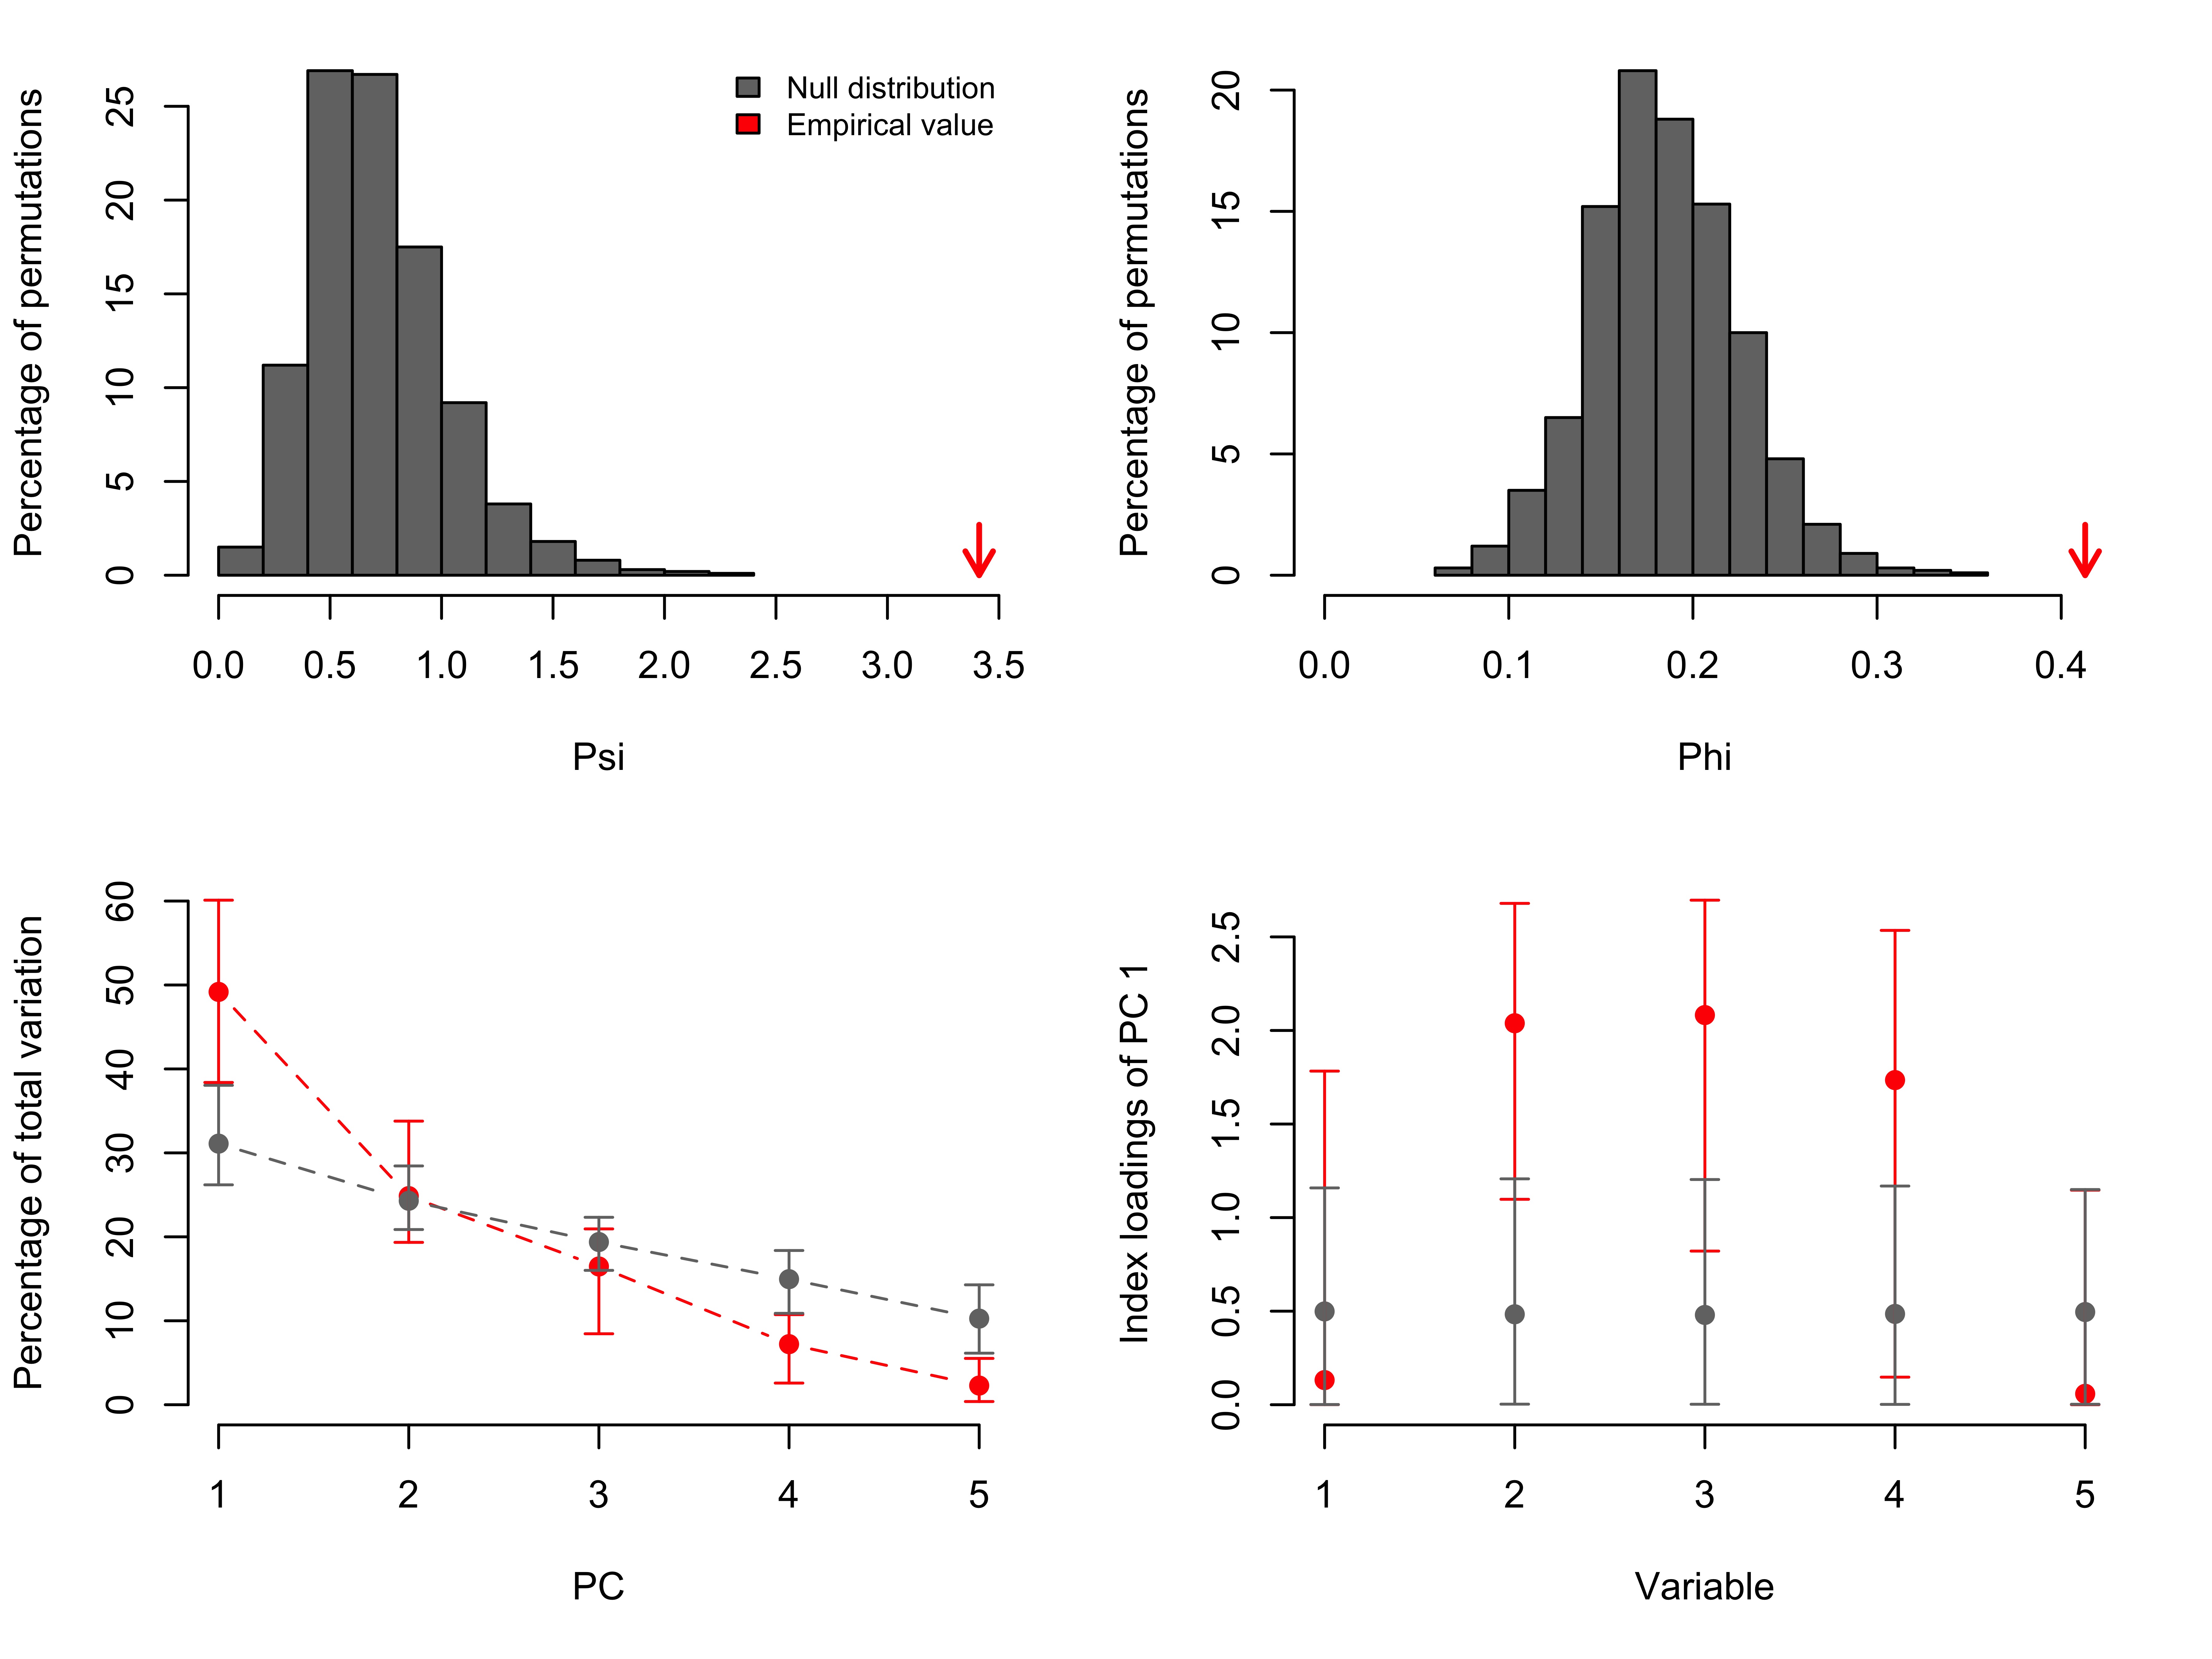 Null distribution
Empirical value
Percentage of permutations
0 5 10 15 20 25
0.0 0.5 1.0 1.5 2.0 2.5 3.0 3.5
Psi
Percentage of permutations
0 5 10 15 20
0.0 0.1 0.2 0.3 0.4
Phi
Percentage of total variation
0 10 20 30 40 50 60
1 2 3 4 5
PC
Index loadings of PC 1
0.0 0.5 1.0 1.5 2.0 2.5
1 2 3 4 5
Variable